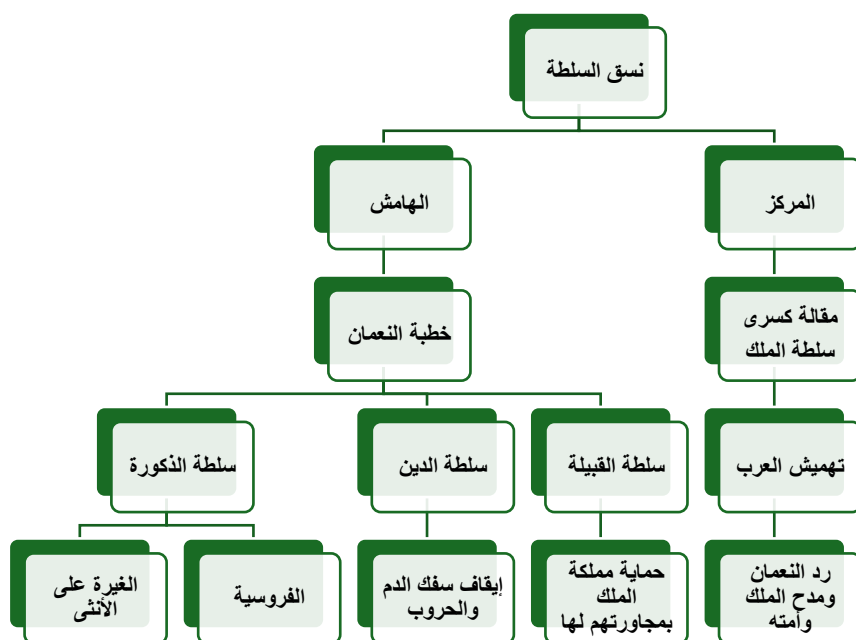 نسق السلطة
المركز
الهامش
مقالة كسرى
سلطة الملك
خطبة النعمان
تهميش العرب
سلطة القبيلة
سلطة الدين
سلطة الذكورة
رد النعمان
ومدح الملك
وأمته
حماية مملكة
الملك
بمجاورتهم لها
إيقاف سفك الدم
والحروب
الفروسية
الغيرة على
الأنثى